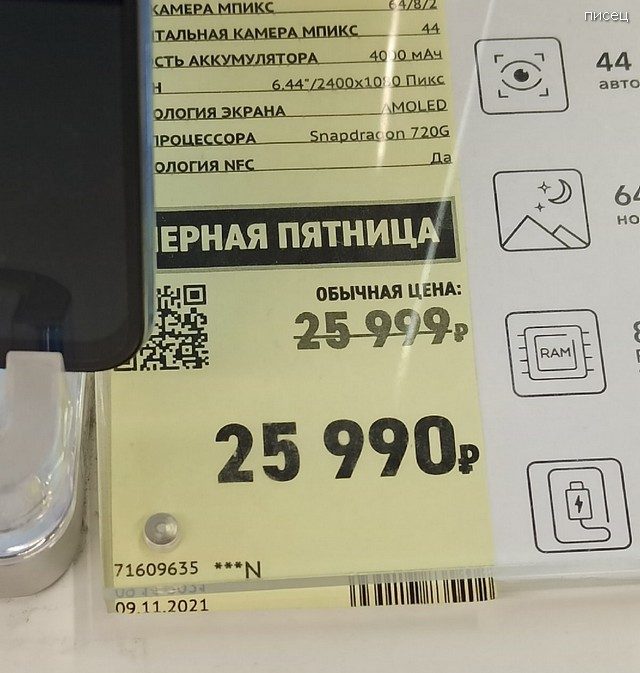 писец
КАМЕРА МПИКС 64/8/2
ТАЛЬНАЯ КАМЕРА МПИКС 44
СТЬ АККУМУЛЯТОРА 4000 мАч
Н 6,44"/2400x1080 Пикс
ОЛОГИЯ ЭКРАНА AMOLED
ПРОЦЕССОРА Snapdragon 720G
ОЛОГИЯ NFC Да
44
авто
64
но
ЕРНАЯ ПЯТНИЦА
ОБЫЧНАЯ ЦЕНА:
25 999₽
RAM
8
25 990₽
71609635 ***N
09.11.2021